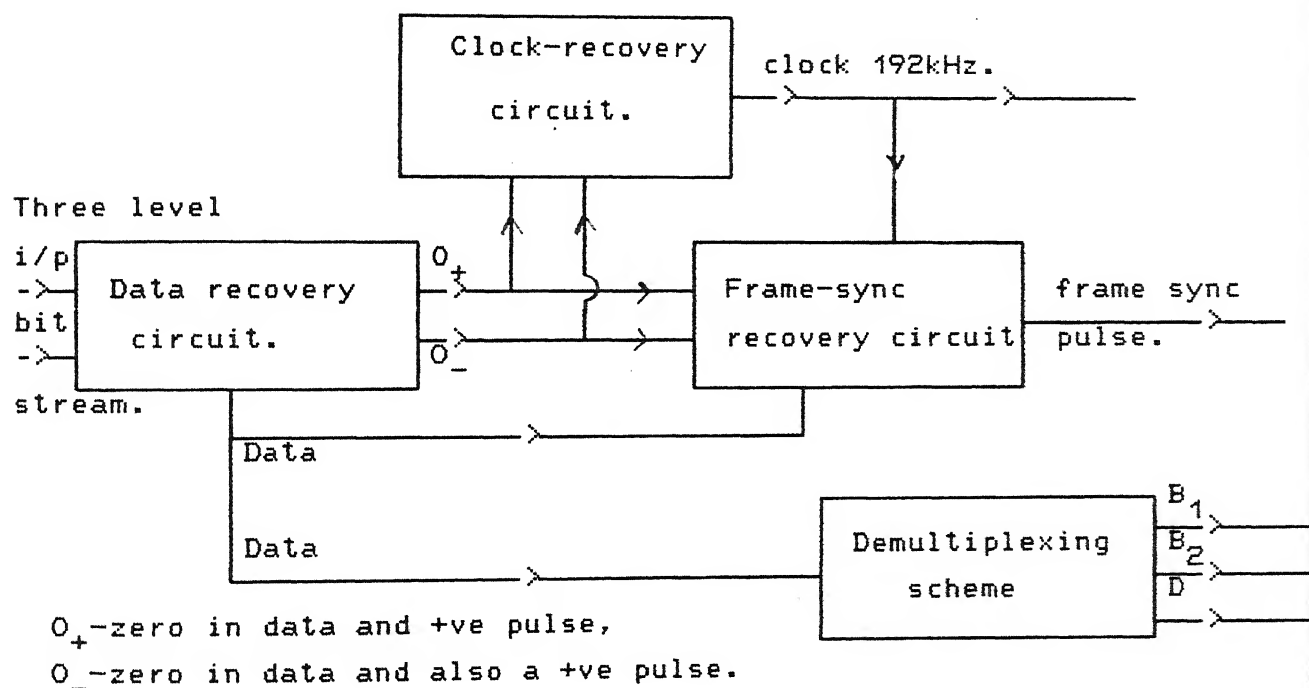 Clock-recovery
circuit.
clock 192kHz.
Three level
i/p
bit
stream.
Data recovery
circuit.
O+
O_
Frame-sync
recovery circuit
frame sync
pulse.
Data
Data
Demultiplexing
scheme
B1
B2
D
O+-zero in data and +ve pulse,
O_-zero in data and also a +ve pulse.